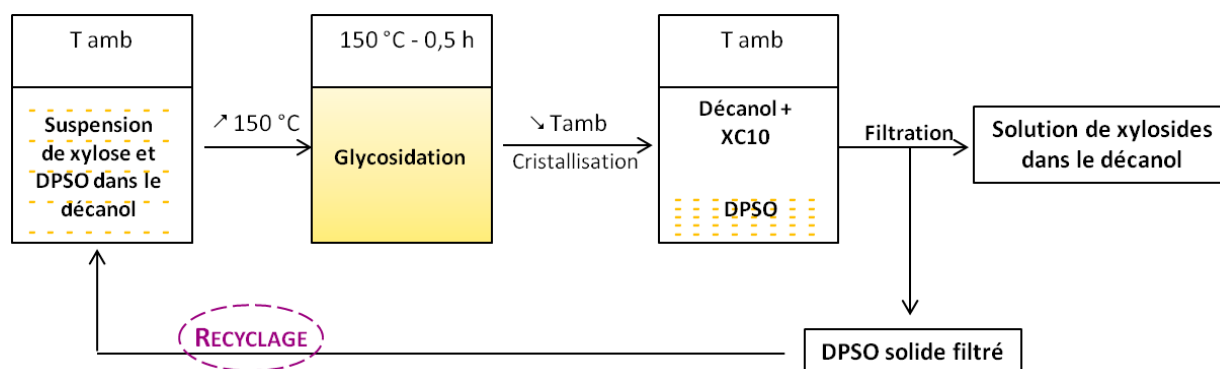 T amb
Suspension
de xylose et
DPSO dans le
décanol
↗ 150 °C
150 °C - 0,5 h
Glycosidation
↘ Tamb
Cristallisation
T amb
Décanol +
XC10
DPSO
Filtration
Solution de xylosides
dans le décanol
DPSO solide filtré
RECYCLAGE